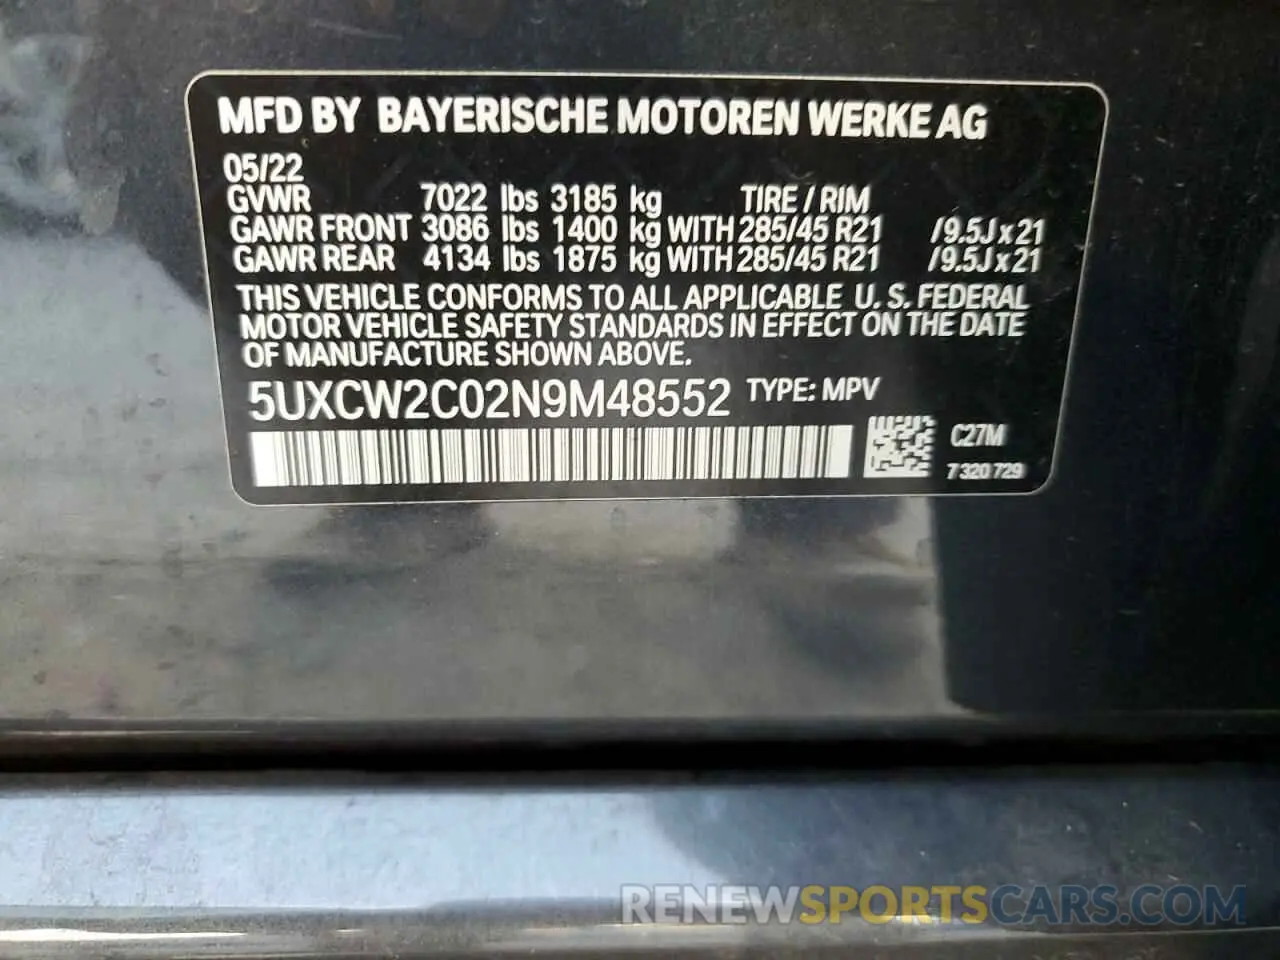 MFD BY BAYERISCHE MOTOREN WERKE AG
05/22
GVWR 7022 lbs 3185 kg TIRE / RIM
GAWR FRONT 3086 lbs 1400 kg WITH 285/45 R21 /9.5J x 21
GAWR REAR 4134 lbs 1875 kg WITH 285/45 R21 /9.5J x 21
THIS VEHICLE CONFORMS TO ALL APPLICABLE U. S. FEDERAL
MOTOR VEHICLE SAFETY STANDARDS IN EFFECT ON THE DATE
OF MANUFACTURE SHOWN ABOVE.
5UXCW2C02N9M48552 TYPE: MPV
C27M
7 320 729
RENEWSPORTSCARS.COM